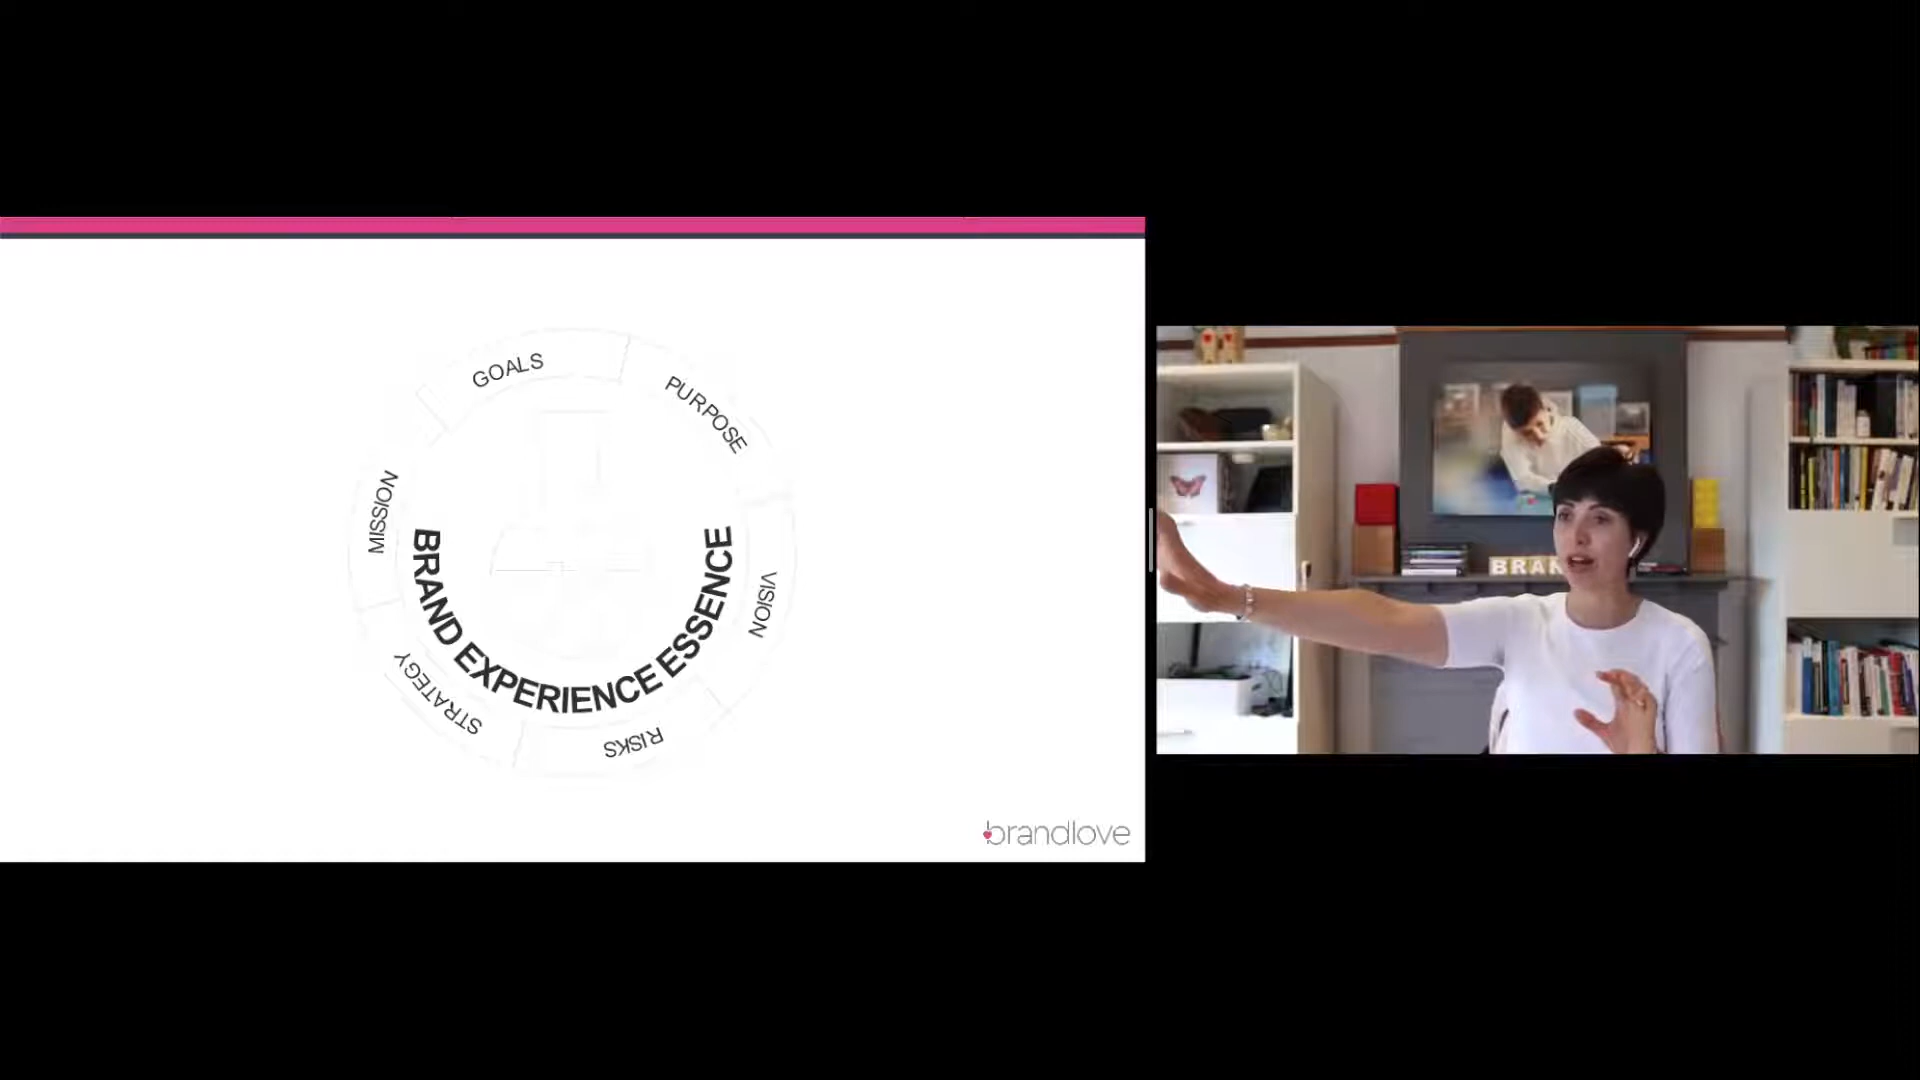 GOALS
PURPOSE
MISSION
VISION
BRAND EXPERIENCE ESSENCE
STRATEGY
RISKS
brandlove
BRAN